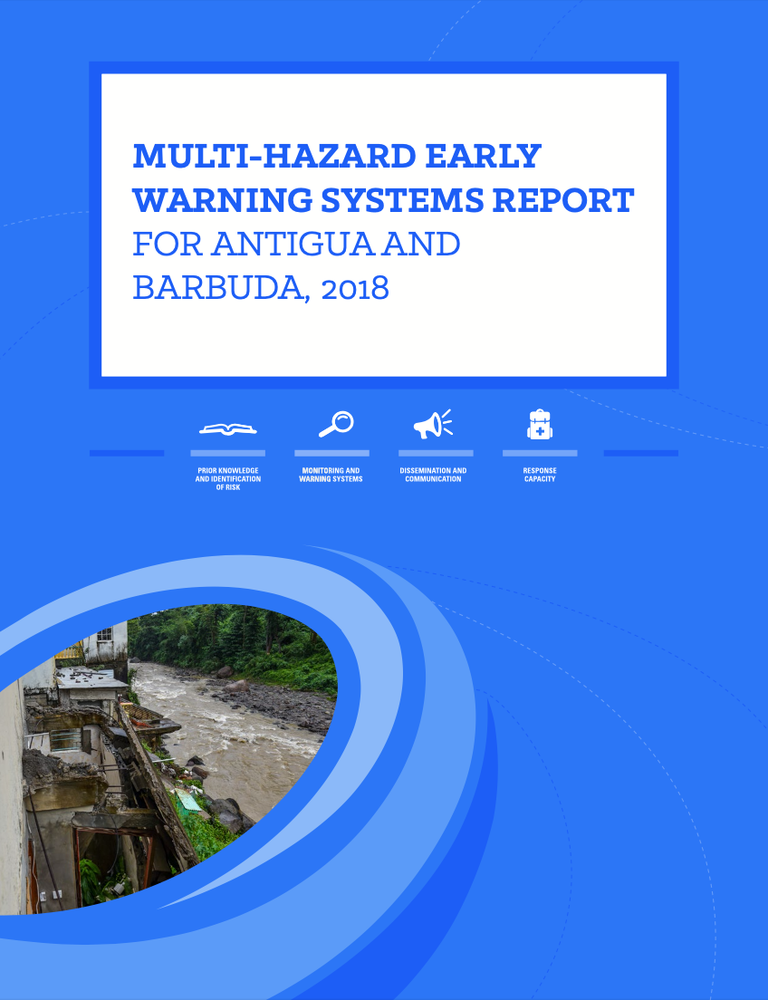 MULTI-HAZARD EARLY
WARNING SYSTEMS REPORT
FOR ANTIGUA AND
BARBUDA, 2018
PRIOR KNOWLEDGE
AND IDENTIFICATION
OF RISK
MONITORING AND
WARNING SYSTEMS
DISSEMINATION AND
COMMUNICATION
RESPONSE
CAPACITY